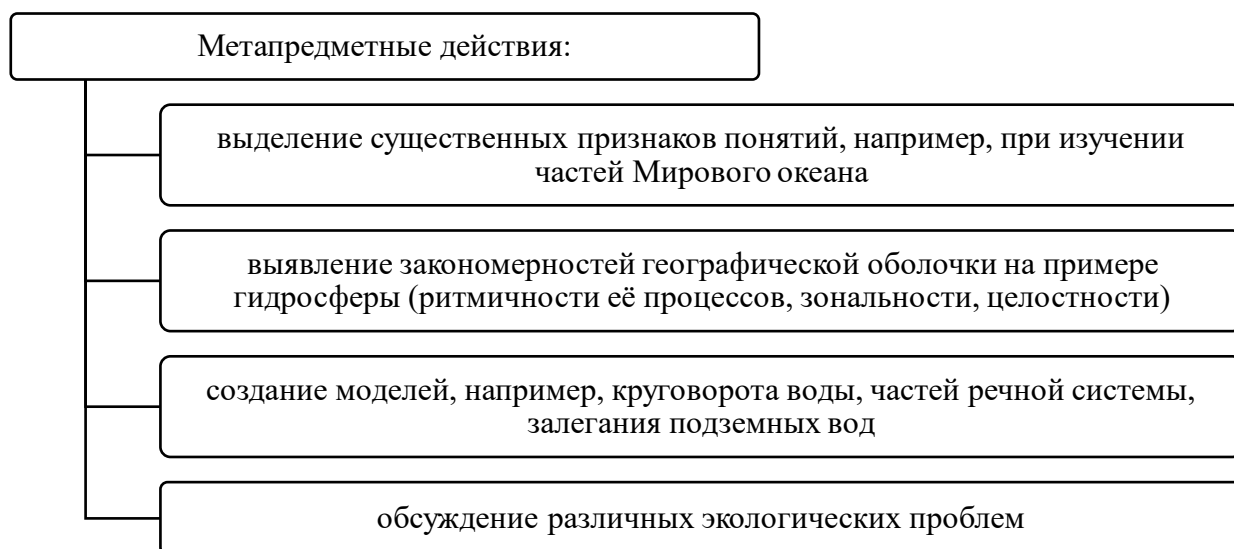 Метапредметные действия:
выделение существенных признаков понятий, например, при изучении
частей Мирового океана
выявление закономерностей географической оболочки на примере
гидросферы (ритмичности её процессов, зональности, целостности)
создание моделей, например, круговорота воды, частей речной системы,
залегания подземных вод
обсуждение различных экологических проблем